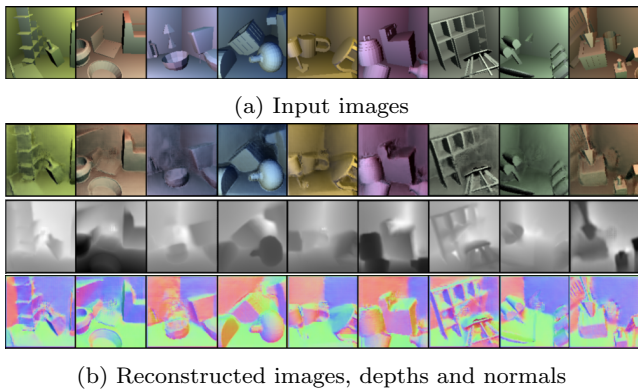 (a) Input images
(b) Reconstructed images, depths and normals